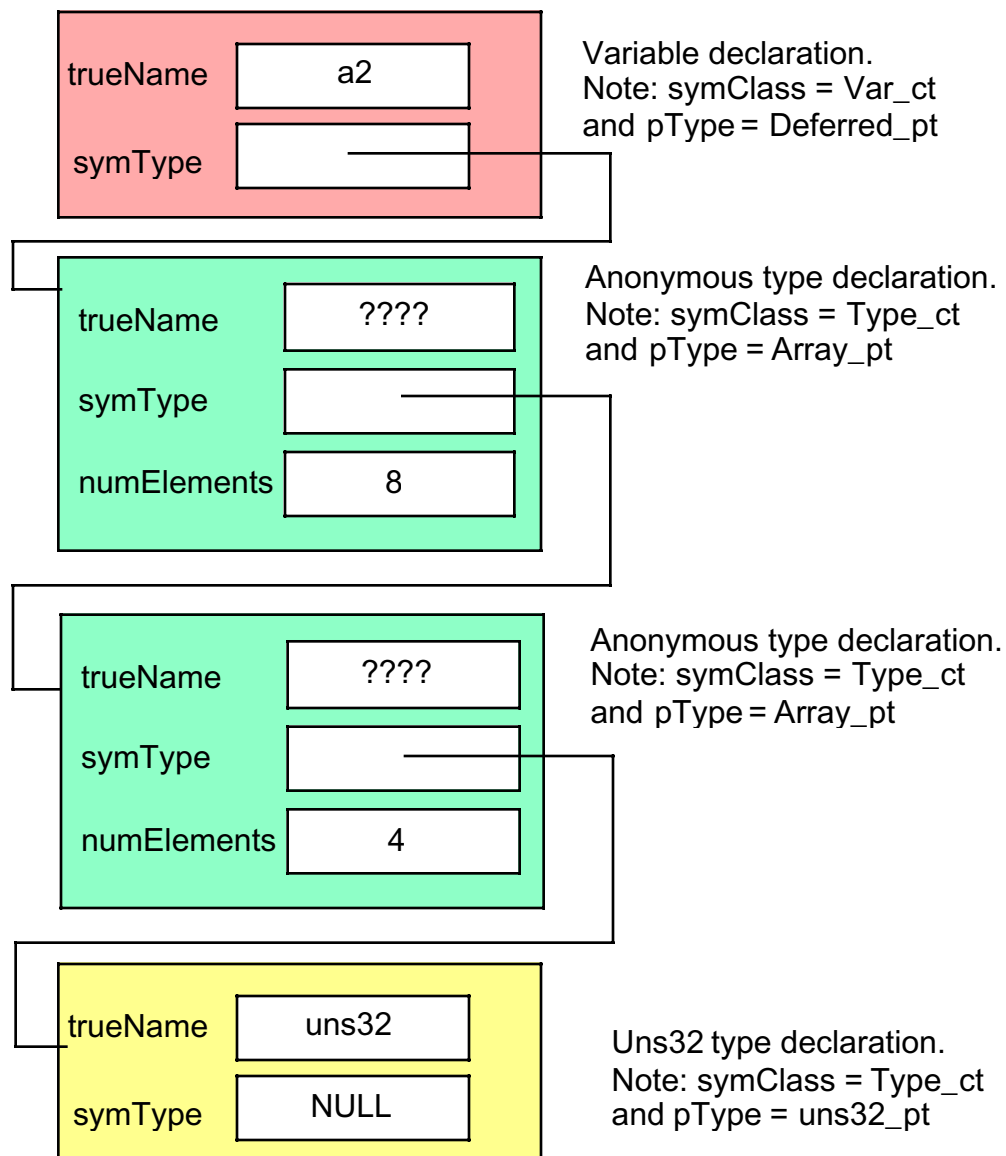 trueName a2
symType
Variable declaration.
Note: symClass = Var_ct
and pType = Deferred_pt
trueName ????
symType
numElements 8
Anonymous type declaration.
Note: symClass = Type_ct
and pType = Array_pt
trueName ????
symType
numElements 4
Anonymous type declaration.
Note: symClass = Type_ct
and pType = Array_pt
trueName uns32
symType NULL
Uns32 type declaration.
Note: symClass = Type_ct
and pType = uns32_pt